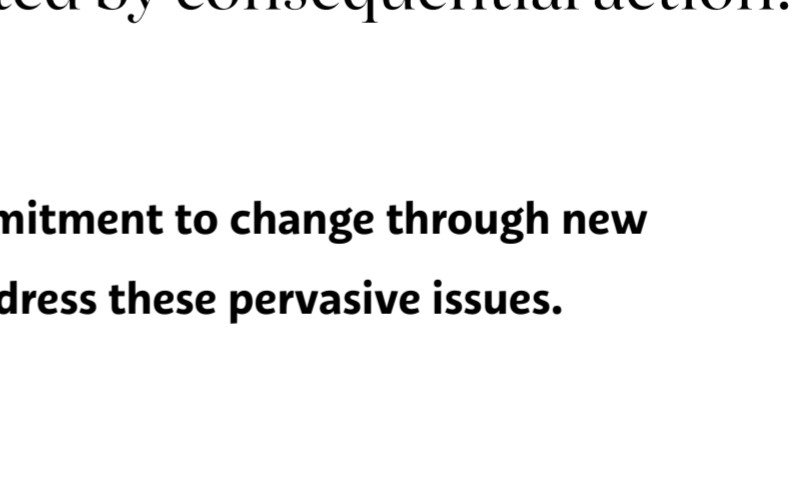 ted by consequential action.
mitment to change through new
dress these pervasive issues.